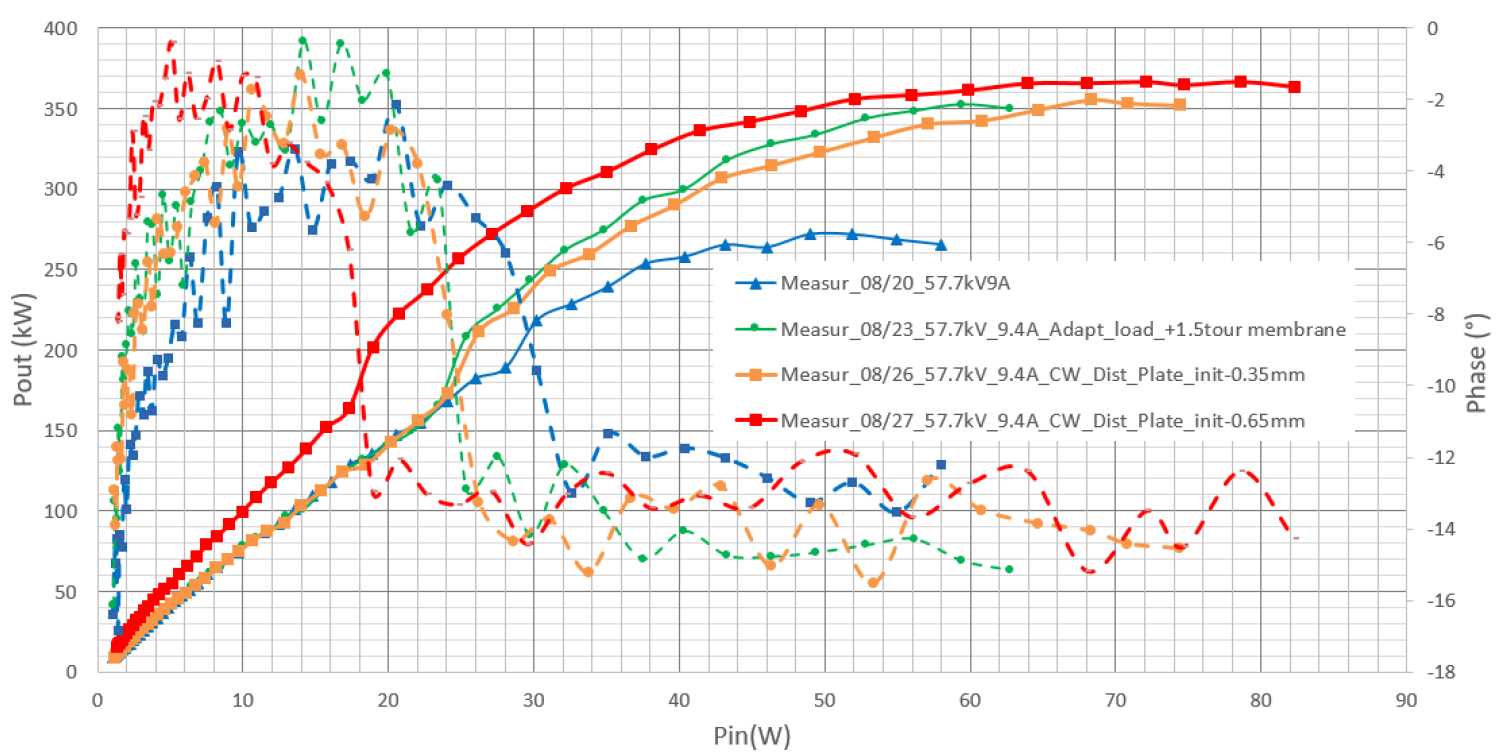 400
350
300
250
200
150
100
50
0
Pout (kW)
0
-2
-4
-6
-8
-10
-12
-14
-16
-18
Phase (°)
Measur_08/20_57.7kV9A
Measur_08/23_57.7kV_9.4A_Adapt_load_+1.5tour membrane
Measur_08/26_57.7kV_9.4A_CW_Dist_Plate_init-0.35mm
Measur_08/27_57.7kV_9.4A_CW_Dist_Plate_init-0.65mm
0 10 20 30 40 50 60 70 80 90
Pin(W)